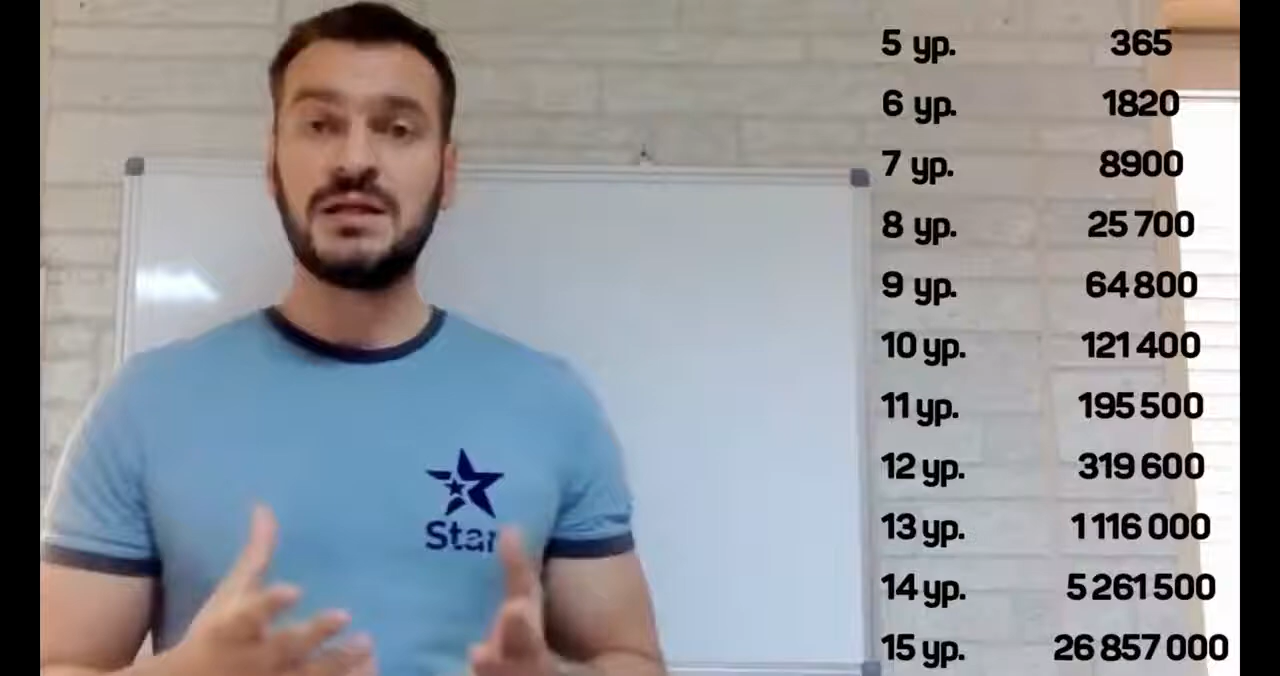 5 ур. 365
6 ур. 1820
7 ур. 8900
8 ур. 25 700
9 ур. 64 800
10 ур. 121 400
11 ур. 195 500
12 ур. 319 600
13 ур. 1 116 000
14 ур. 5 261 500
15 ур. 26 857 000
Star